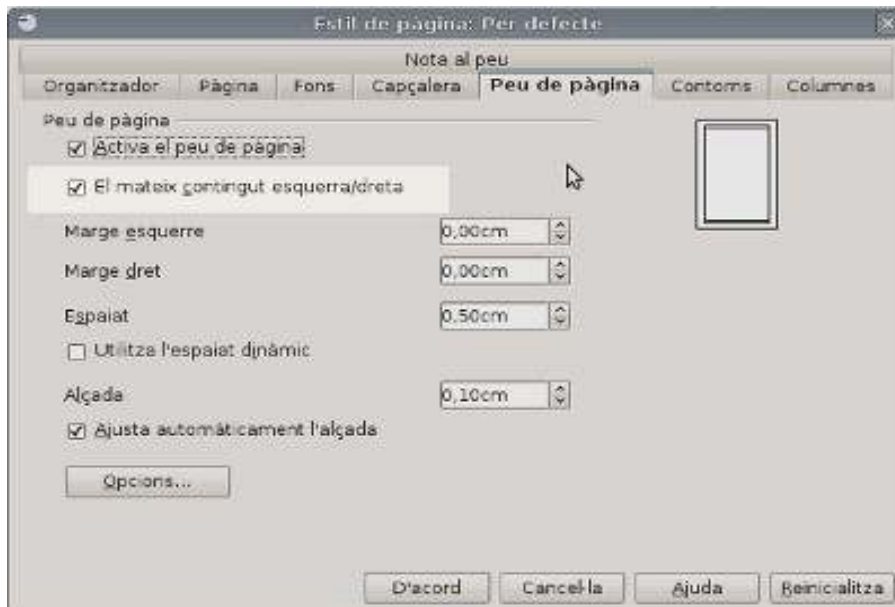 Estil de pàgina: Per defecte
Nota al peu
Organitzador Pàgina Fons Capçalera Peu de pàgina Contorns Columnes
Peu de pàgina
Activa el peu de pàgina
El mateix contingut esquerra/dreta
Marge esquerre 0,00cm
Marge dret 0,00cm
Espaiat 0,50cm
Utilitza l'espaiat dinàmic
Alçada 0,10cm
Ajusta automàticament l'alçada
Opcions...
D'acord Cancel·la Ajuda Reinicialitza